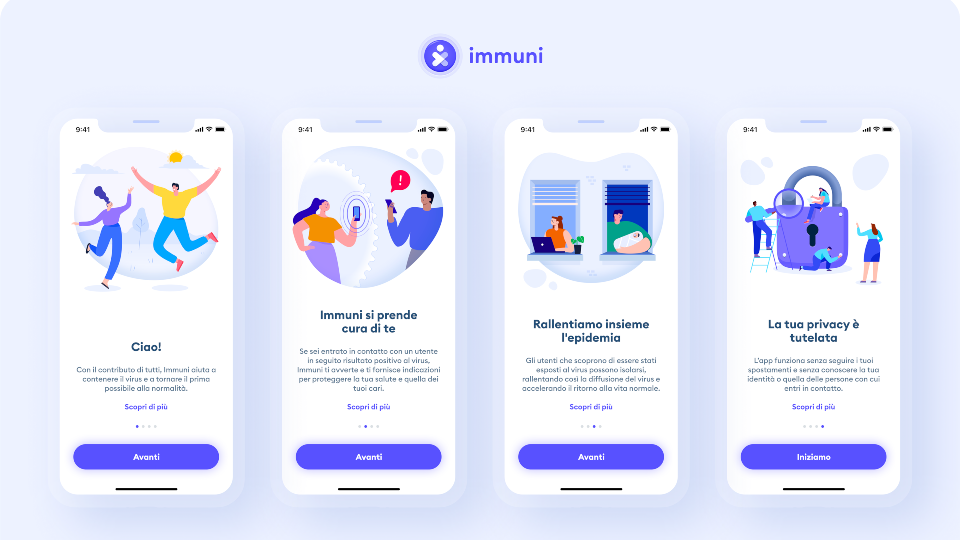 immuni
9:41
Ciao!
Con il contributo di tutti, Immuni aiuta a
contenere il virus e a tornare il prima
possibile alla normalità.
Scopri di più
Avanti
9:41
!
Immuni si prende
cura di te
Se sei entrato in contatto con un utente
in seguito risultato positivo al virus,
Immuni ti avverte e ti fornisce indicazioni
per proteggere la tua salute e quella dei
tuoi cari.
Scopri di più
Avanti
9:41
Rallentiamo insieme
l'epidemia
Gli utenti che scoprono di essere stati
esposti al virus possono isolarsi,
rallentando così la diffusione del virus e
accelerando il ritorno alla vita normale.
Scopri di più
Avanti
9:41
La tua privacy è
tutelata
L'app funziona senza seguire i tuoi
spostamenti e senza conoscere la tua
identità o quella delle persone con cui
entri in contatto.
Scopri di più
Iniziamo